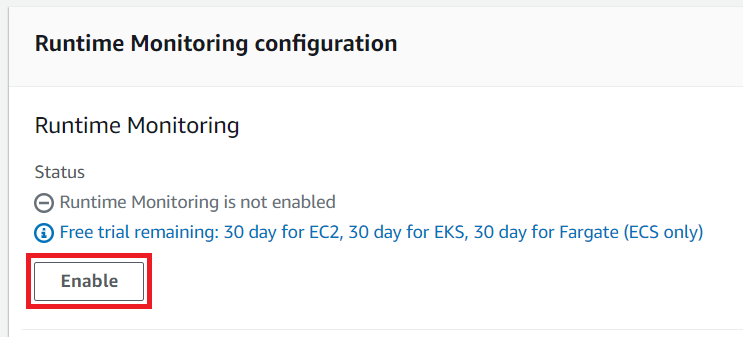 Runtime Monitoring configuration
Runtime Monitoring
Status
Runtime Monitoring is not enabled
Free trial remaining: 30 day for EC2, 30 day for EKS, 30 day for Fargate (ECS only)
Enable